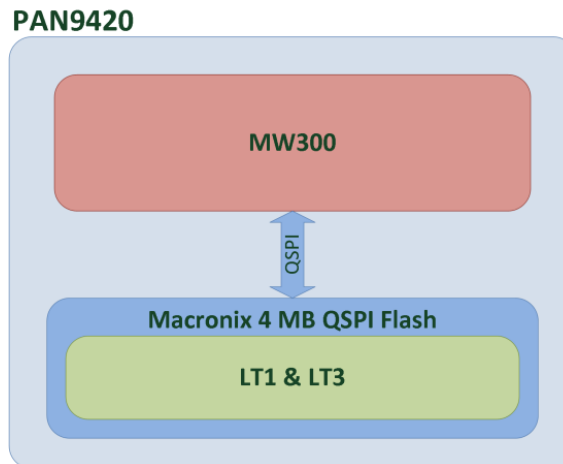 PAN9420
MW300
QSPI
Macronix 4 MB QSPI Flash
LT1 & LT3